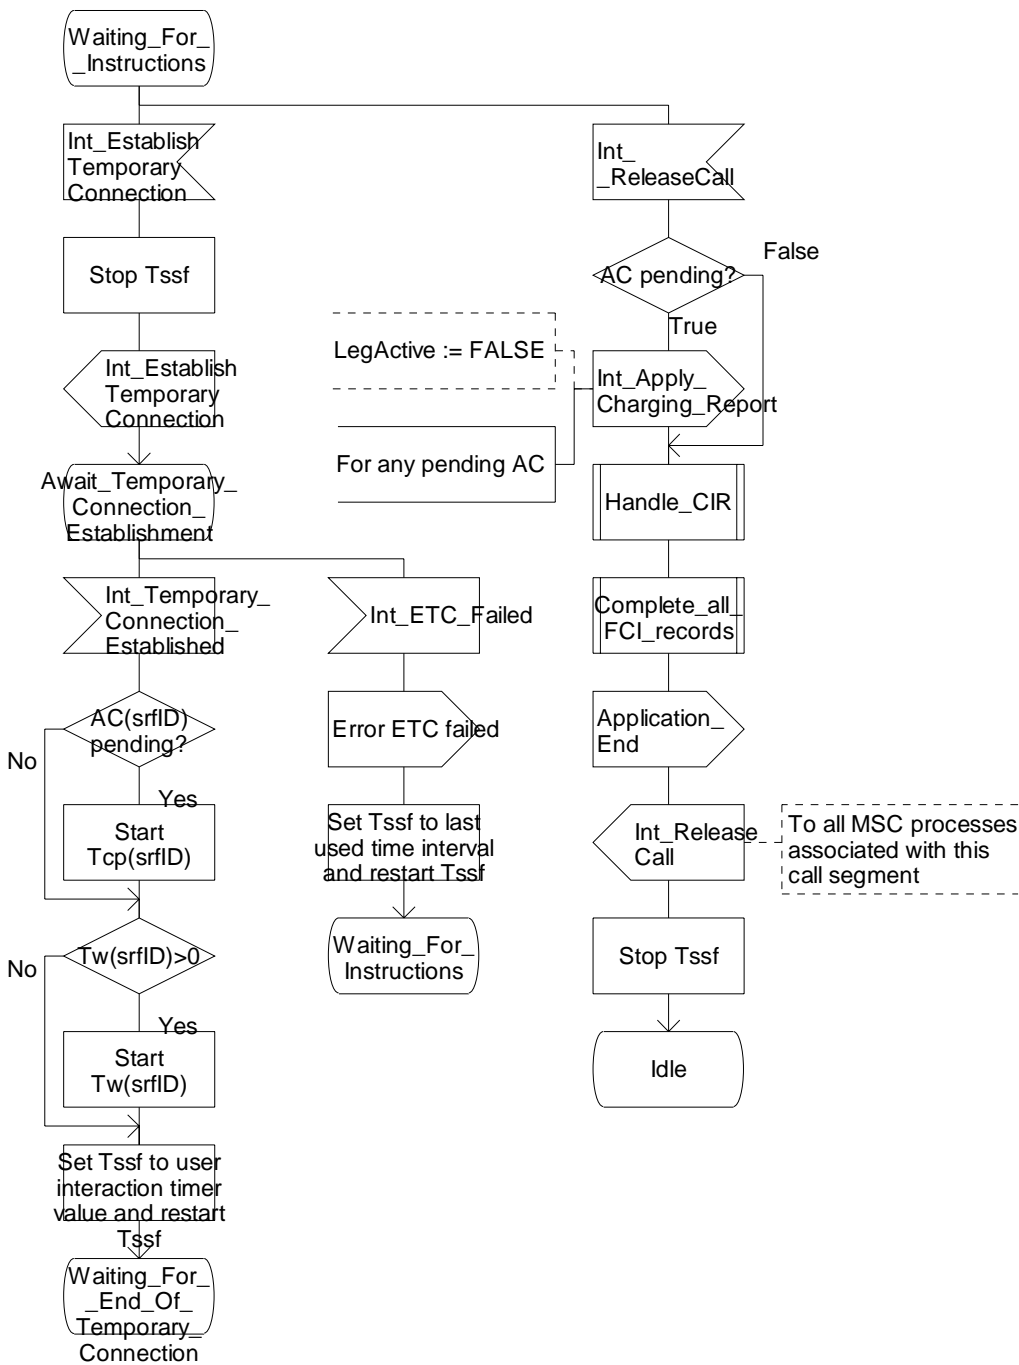 Waiting_For_
_Instructions
Int_Establish
Temporary
Connection
Stop Tssf
Int_Establish
Temporary
Connection
Await_Temporary_
Connection_
Establishment
Int_Temporary_
Connection_
Established
AC(srfID)
pending?
No
Yes
Start
Tcp(srfID)
Tw(srfID)>0
No
Yes
Start
Tw(srfID)
Set Tssf to user
interaction timer
value and restart
Tssf
Waiting_For_
_End_Of_
Temporary_
Connection
Int_ETC_Failed
Error ETC failed
Set Tssf to last
used time interval
and restart Tssf
Waiting_For_
Instructions
Int_
_ReleaseCall
AC pending?
False
True
LegActive := FALSE
Int_Apply_
Charging_Report
For any pending AC
Handle_CIR
Complete_all_
FCI_records
Application_
End
Int_Release_
Call
To all MSC processes
associated with this
call segment
Stop Tssf
Idle